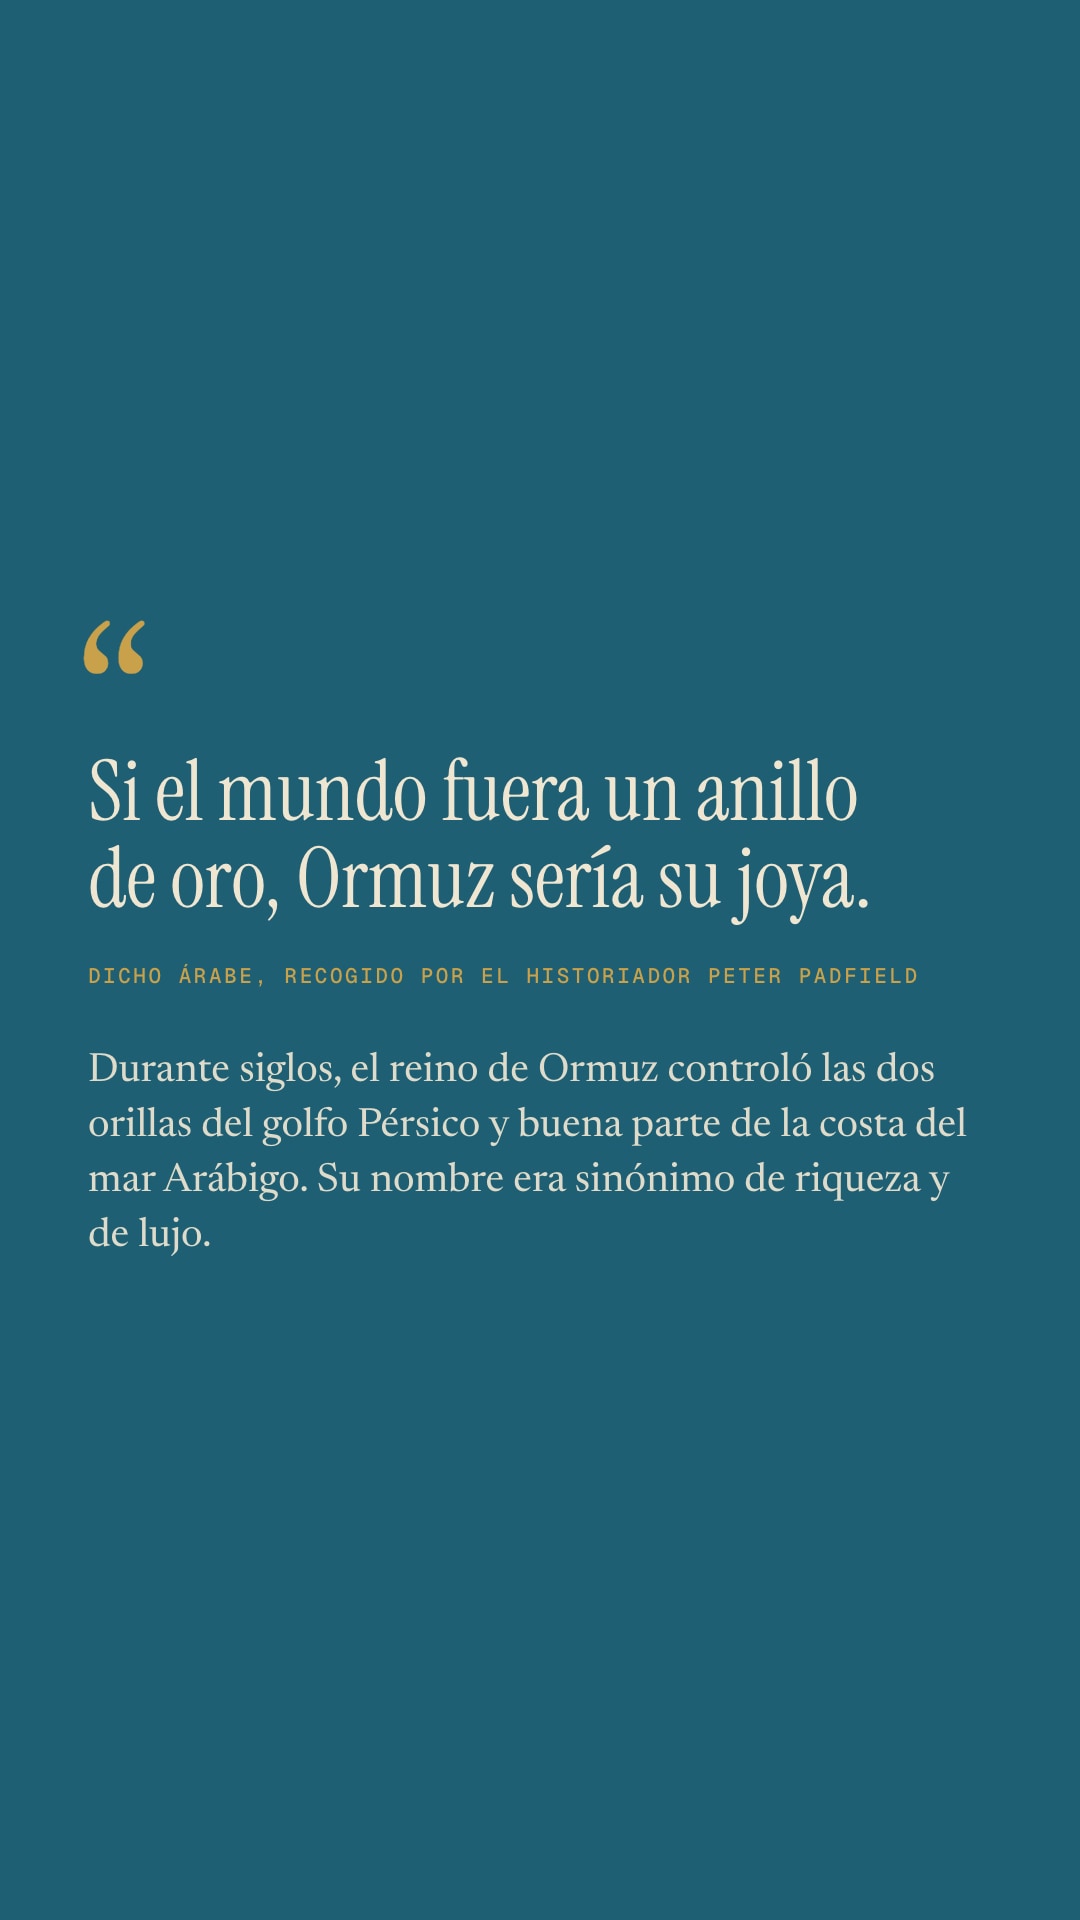 “
Si el mundo fuera un anillo
de oro, Ormuz sería su joya.
DICHO ÁRABE, RECOGIDO POR EL HISTORIADOR PETER PADFIELD
Durante siglos, el reino de Ormuz controló las dos
orillas del golfo Pérsico y buena parte de la costa del
mar Arábigo. Su nombre era sinónimo de riqueza y
de lujo.